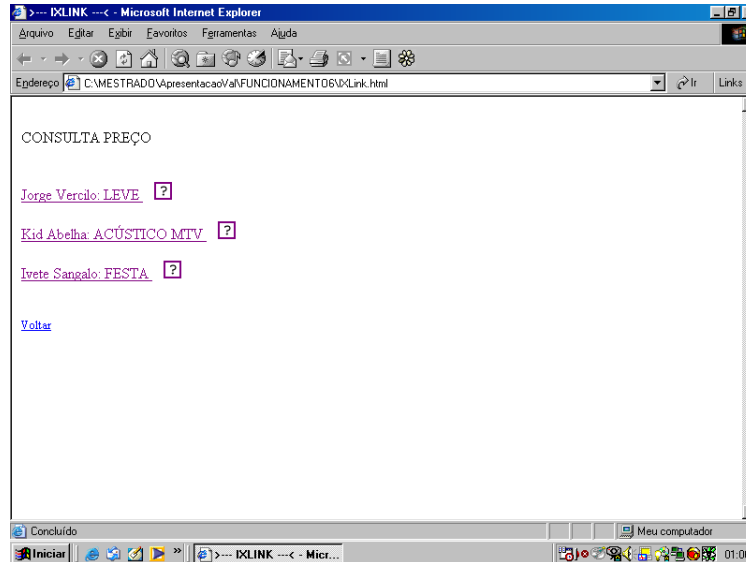 >--- IXLINK ---< - Microsoft Internet Explorer
Arquivo Editar Exibir Favoritos Ferramentas Ajuda
Endereço C:\MESTRADO\ApresentacaoVal\FUNCIONAMENTO6\IXLink.html Ir Links
CONSULTA PREÇO
Jorge Vercilo: LEVE ?
Kid Abelha: ACÚSTICO MTV ?
Ivete Sangalo: FESTA ?
Voltar
Concluído Meu computador
Iniciar » >--- IXLINK ---< - Micr...